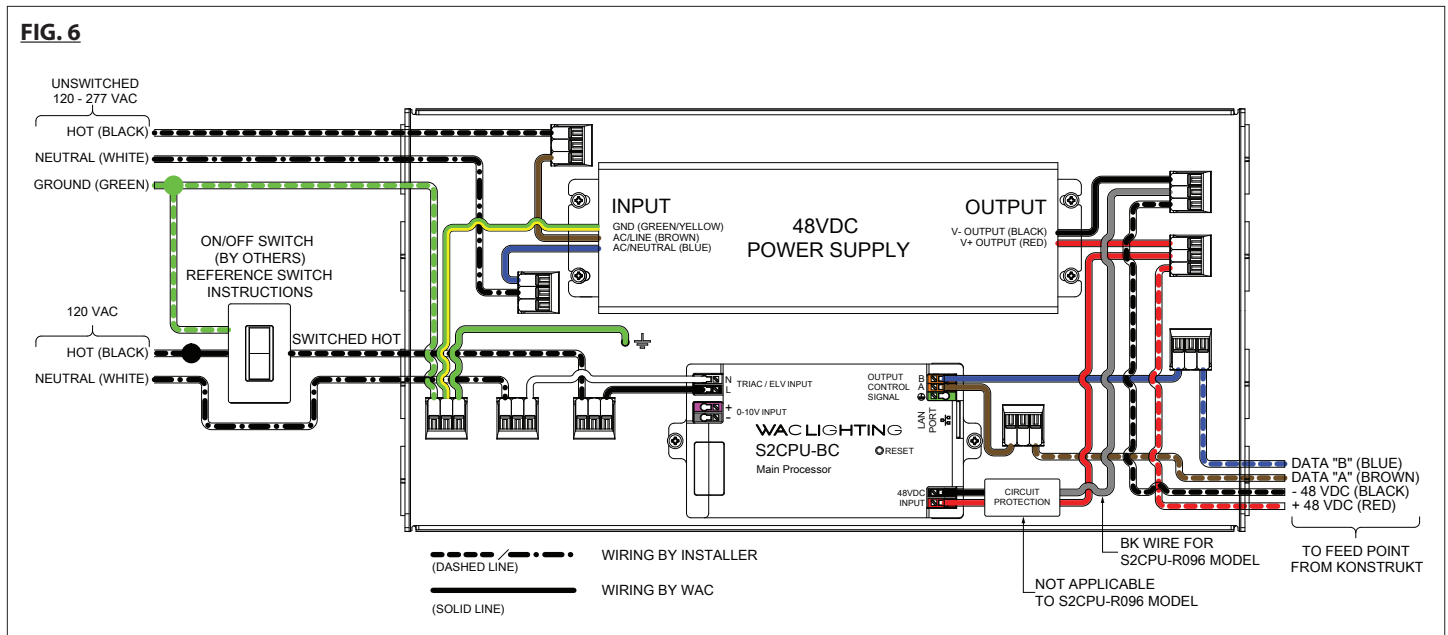 FIG. 6
UNSWITCHED
120 - 277 VAC
HOT (BLACK)
NEUTRAL (WHITE)
GROUND (GREEN)
ON/OFF SWITCH
(BY OTHERS)
REFERENCE SWITCH
INSTRUCTIONS
120 VAC
HOT (BLACK)
NEUTRAL (WHITE)
SWITCHED HOT
INPUT
GND (GREEN/YELLOW)
AC/LINE (BROWN)
AC/NEUTRAL (BLUE)
48VDC
POWER SUPPLY
OUTPUT
V- OUTPUT (BLACK)
V+ OUTPUT (RED)
N
L
TRIAC / ELV INPUT
+
-
0-10V INPUT
OUTPUT
CONTROL
SIGNAL
B
A
LAN
PORT
WAC LIGHTING
S2CPU-BC
RESET
Main Processor
48VDC
INPUT
CIRCUIT
PROTECTION
DATA "B" (BLUE)
DATA "A" (BROWN)
- 48 VDC (BLACK)
+ 48 VDC (RED)
TO FEED POINT
FROM KONSTRUKT
BK WIRE FOR
S2CPU-R096 MODEL
NOT APPLICABLE
TO S2CPU-R096 MODEL
WIRING BY INSTALLER
(DASHED LINE)
WIRING BY WAC
(SOLID LINE)